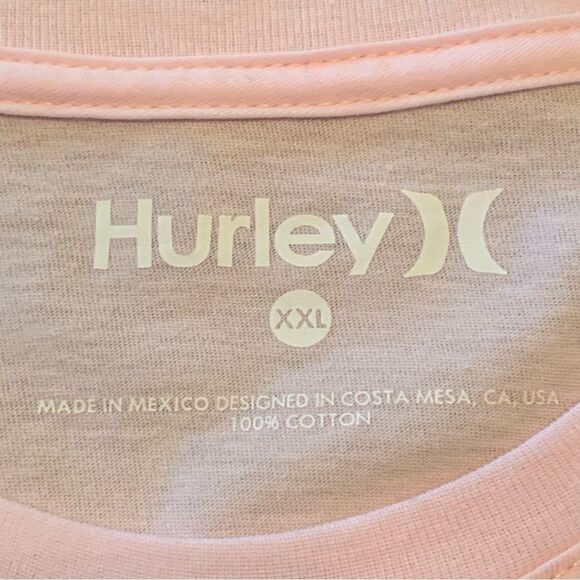 Hurley
XXL
MADE IN MEXICO DESIGNED IN COSTA MESA, CA, USA
100% COTTON